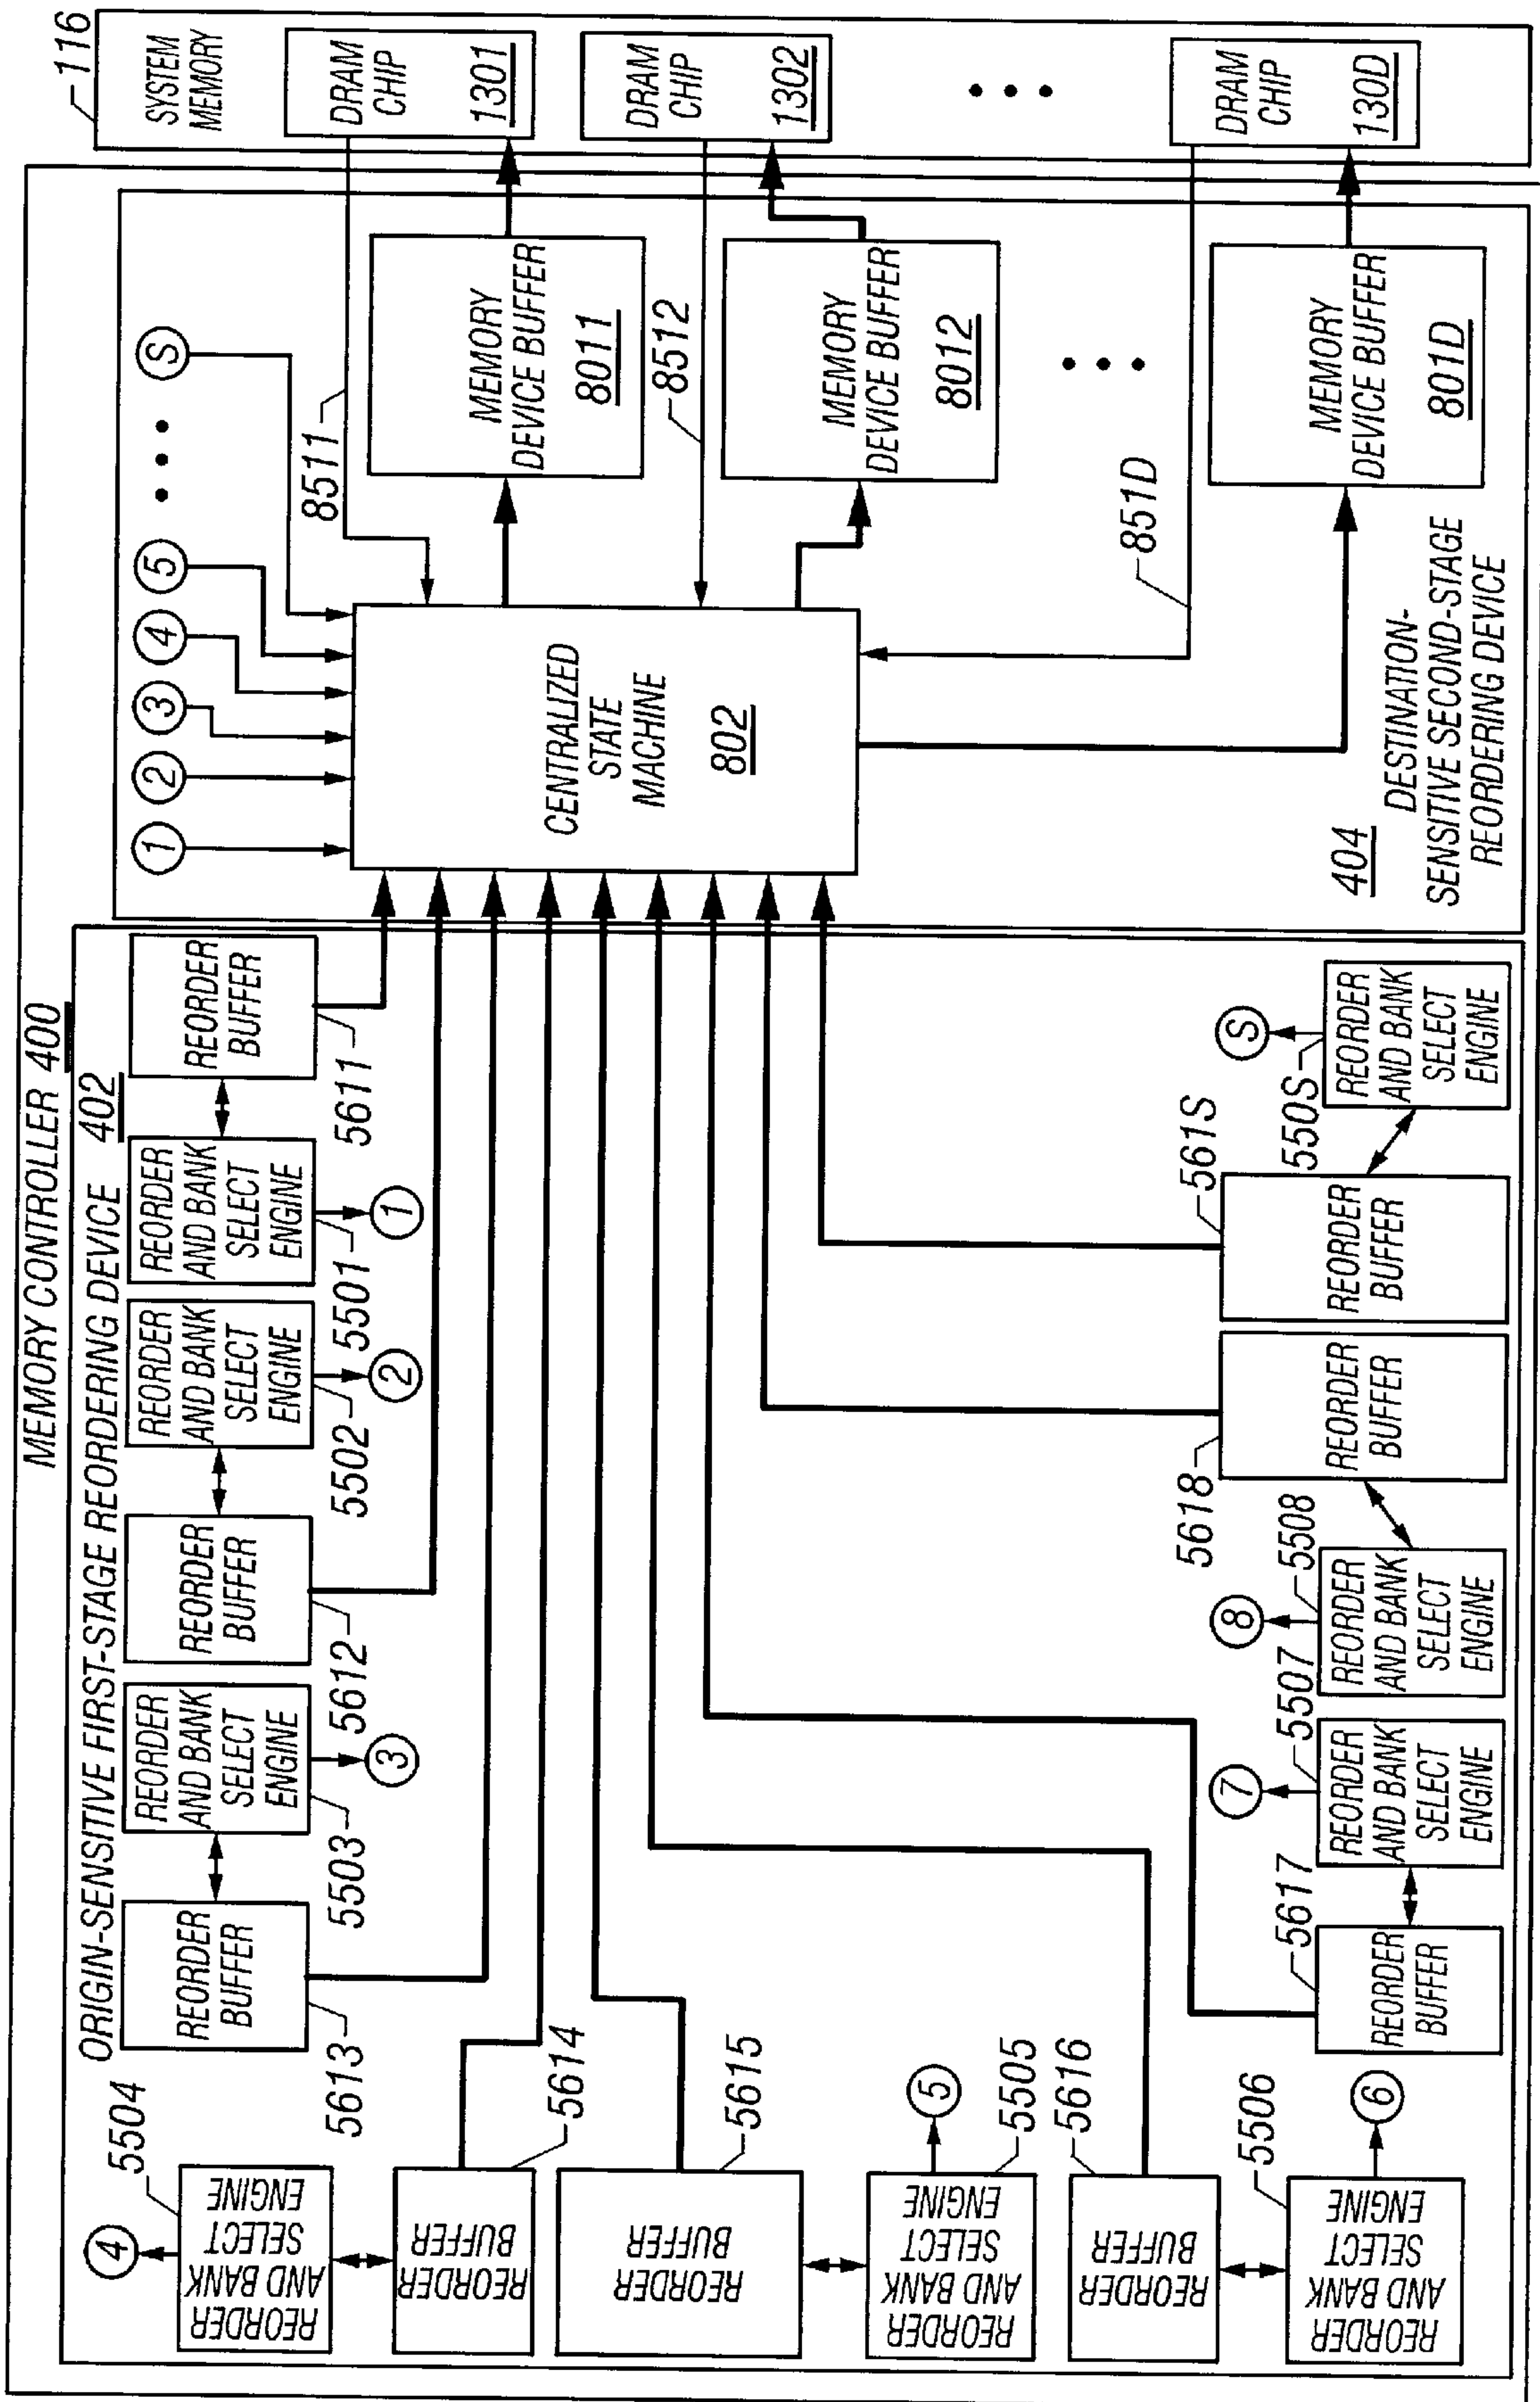 MEMORY CONTROLLER 400
ORIGIN-SENSITIVE FIRST-STAGE REORDERING DEVICE 402
5504
4
REORDER
AND BANK
SELECT
ENGINE
REORDER
BUFFER
5614
REORDER
BUFFER
5615
REORDER
AND BANK
SELECT
ENGINE
5
5505
REORDER
BUFFER
5616
REORDER
AND BANK
SELECT
ENGINE
5506
6
REORDER
BUFFER
5613
REORDER
AND BANK
SELECT
ENGINE
5503
3
REORDER
BUFFER
5612
REORDER
AND BANK
SELECT
ENGINE
5502
2
REORDER
AND BANK
SELECT
ENGINE
5501
1
REORDER
BUFFER
5611
REORDER
BUFFER
5617
REORDER
AND BANK
SELECT
ENGINE
5507
7
REORDER
AND BANK
SELECT
ENGINE
5508
8
REORDER
BUFFER
5618
REORDER
BUFFER
561S
REORDER
AND BANK
SELECT
ENGINE
550S
S
1
2
3
4
5
S
CENTRALIZED
STATE
MACHINE
802
404
DESTINATION-
SENSITIVE SECOND-STAGE
REORDERING DEVICE
8511
MEMORY
DEVICE BUFFER
8011
8512
MEMORY
DEVICE BUFFER
8012
851D
MEMORY
DEVICE BUFFER
801D
116
SYSTEM
MEMORY
DRAM
CHIP
1301
DRAM
CHIP
1302
DRAM
CHIP
130D